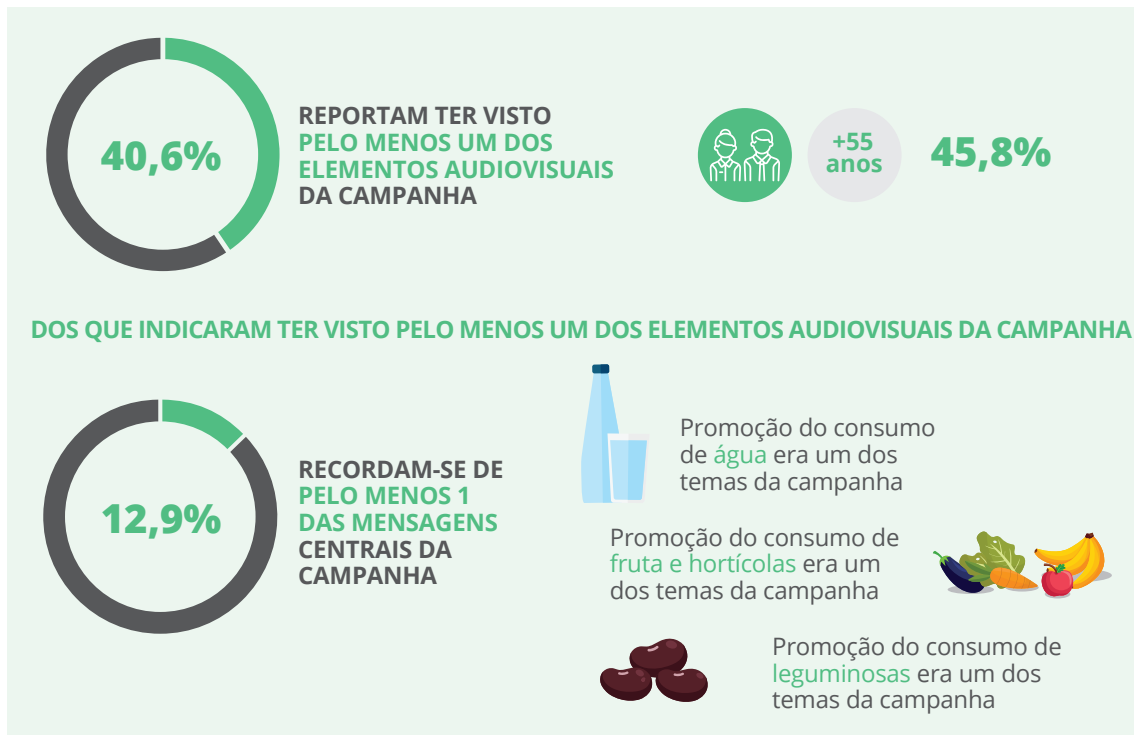 40,6%
REPORTAM TER VISTO
PELO MENOS UM DOS
ELEMENTOS AUDIOVISUAIS
DA CAMPANHA
+55
anos
45,8%
DOS QUE INDICARAM TER VISTO PELO MENOS UM DOS ELEMENTOS AUDIOVISUAIS DA CAMPANHA
12,9%
RECORDAM-SE DE
PELO MENOS 1
DAS MENSAGENS
CENTRAIS DA
CAMPANHA
Promoção do consumo
de água era um dos
temas da campanha
Promoção do consumo de
fruta e hortícolas era um
dos temas da campanha
Promoção do consumo de
leguminosas era um dos
temas da campanha